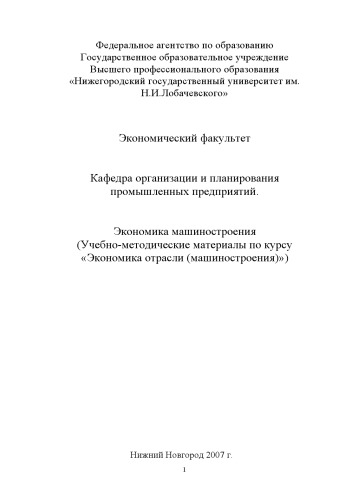 Федеральное агентство по образованию
Государственное образовательное учреждение
Высшего профессионального образования
«Нижегородский государственный университет им.
Н.И.Лобачевского»
Экономический факультет
Кафедра организации и планирования
промышленных предприятий.
Экономика машиностроения
(Учебно-методические материалы по курсу
«Экономика отрасли (машиностроения)»)
Нижний Новгород 2007 г.
1